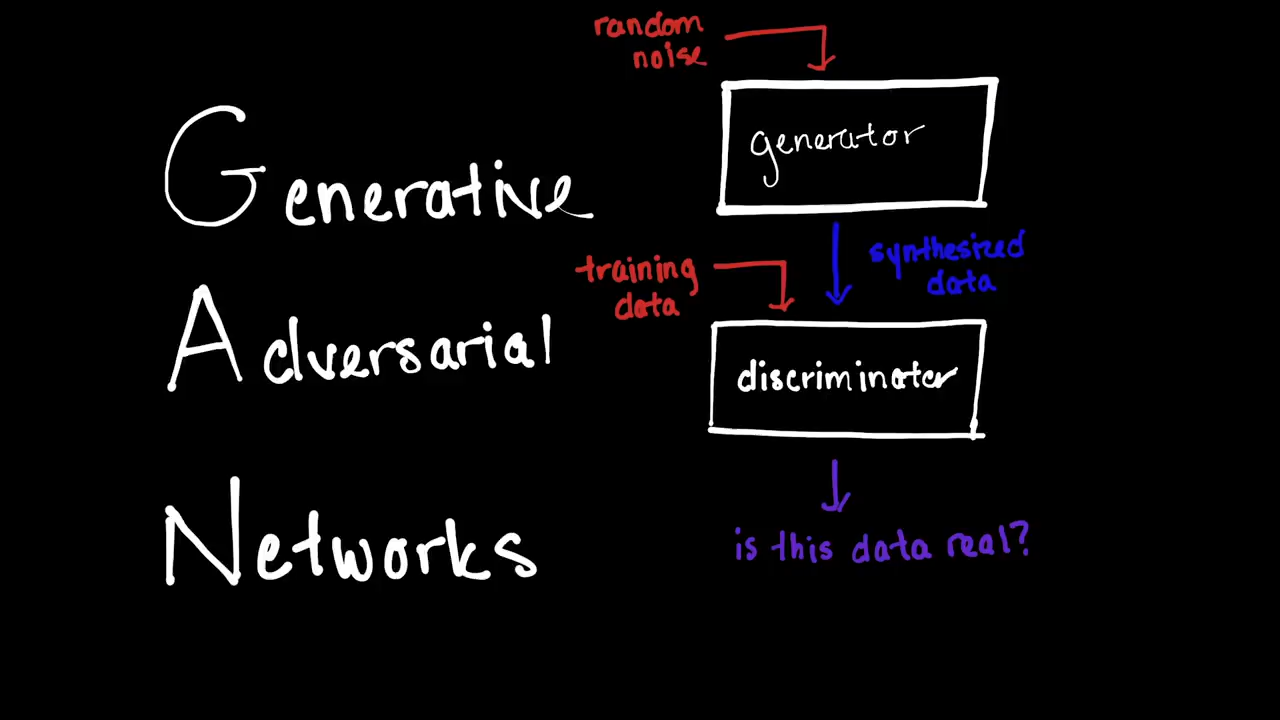 Generative
Adversarial
Networks
random
noise
generator
synthesized
data
training
data
discriminator
is this data real?